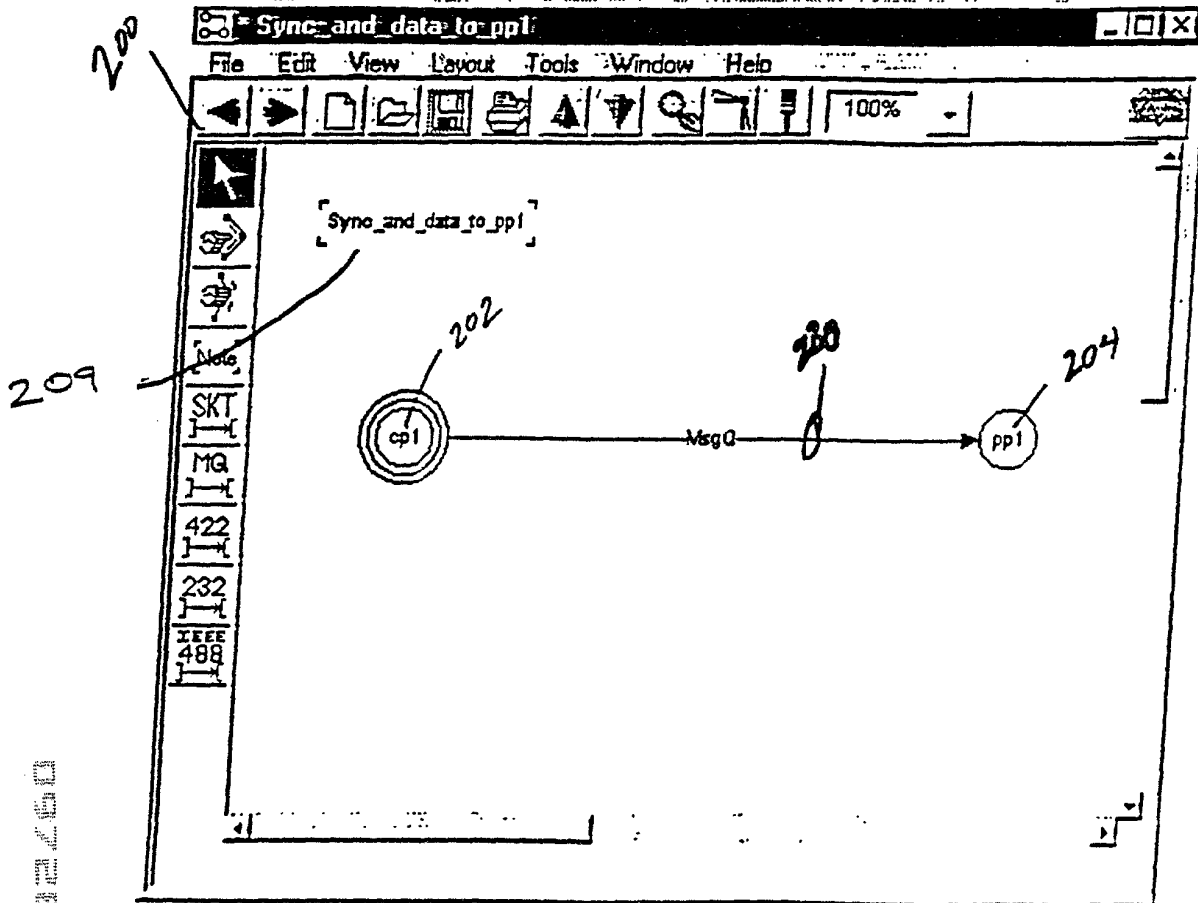 Sync_and_data_to_pp1
200
File Edit View Layout Tools Window Help
100%
Sync_and_data_to_pp1
202
204
209
Note
SKT
cp1
MsgQ
pp1
MQ
422
232
IEEE
488